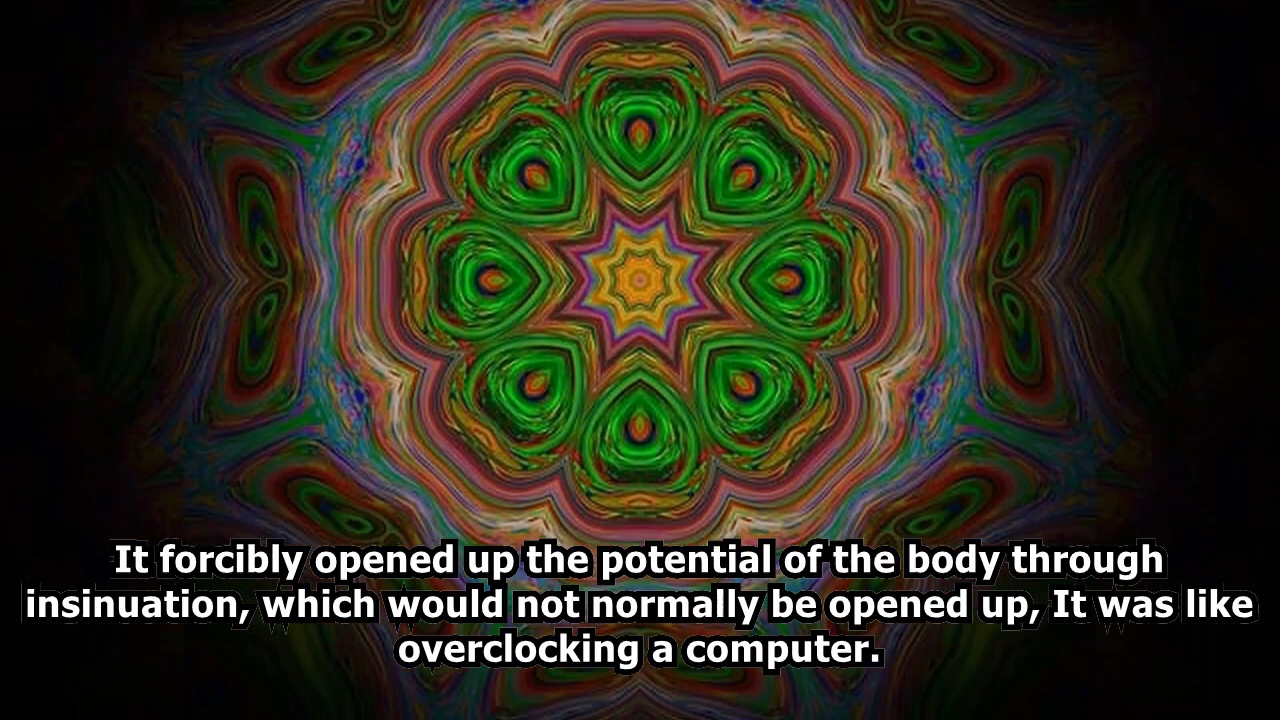 It forcibly opened up the potential of the body through
insinuation, which would not normally be opened up, It was like
overclocking a computer.